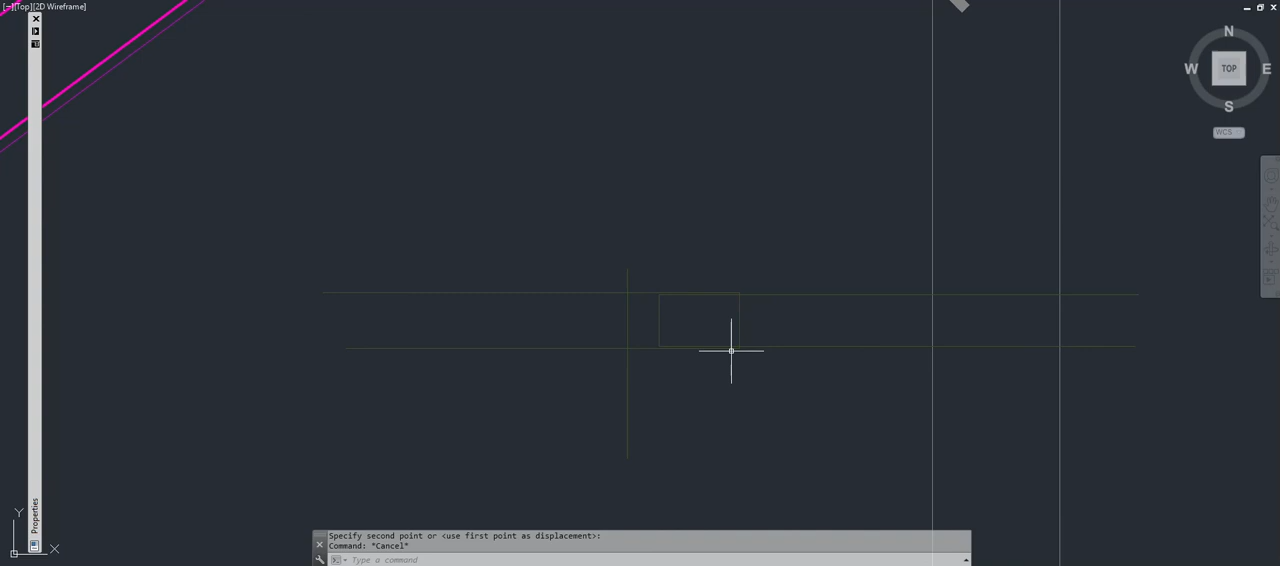 [−][Top][2D Wireframe]
N
W
TOP
E
S
WCS
Properties
Y
X
Specify second point or <use first point as displacement>:
Command: *Cancel*
Type a command